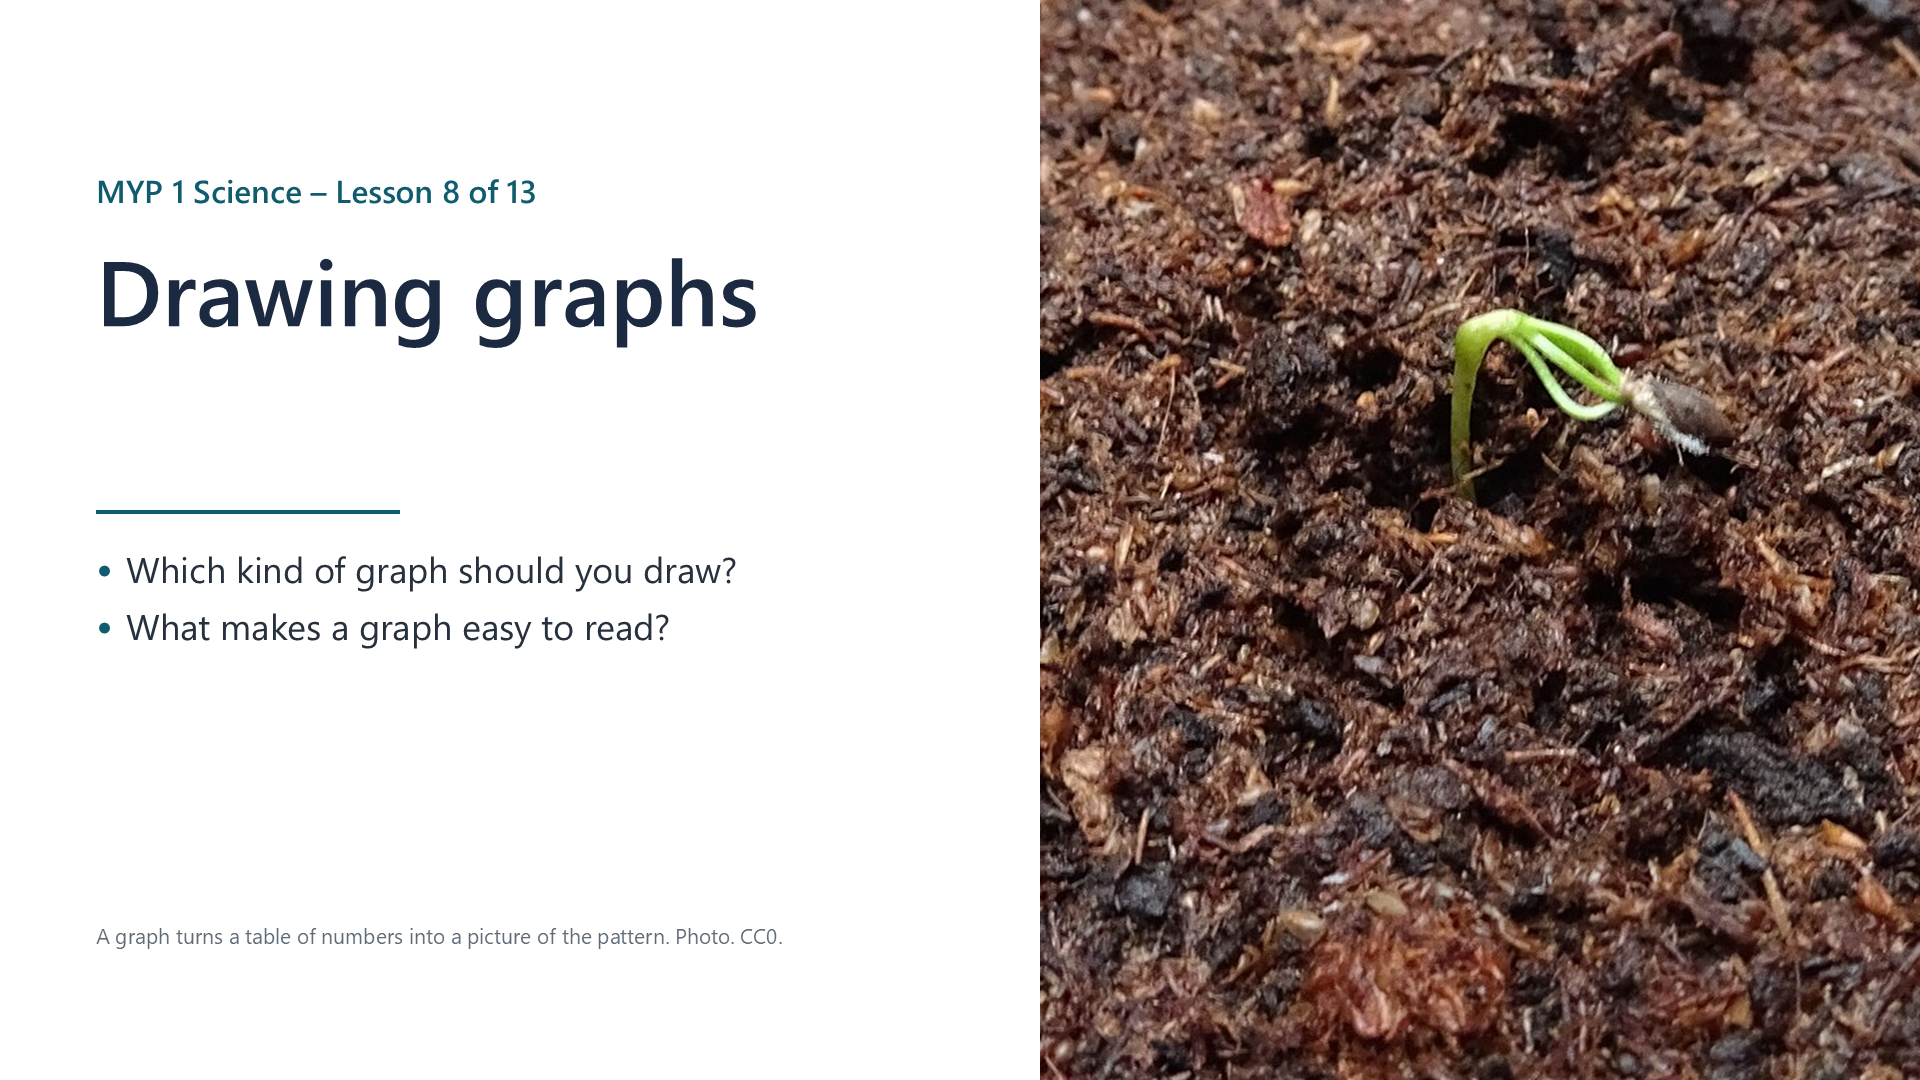 MYP 1 Science – Lesson 8 of 13
Drawing graphs
• Which kind of graph should you draw?
• What makes a graph easy to read?
A graph turns a table of numbers into a picture of the pattern. Photo. CC0.